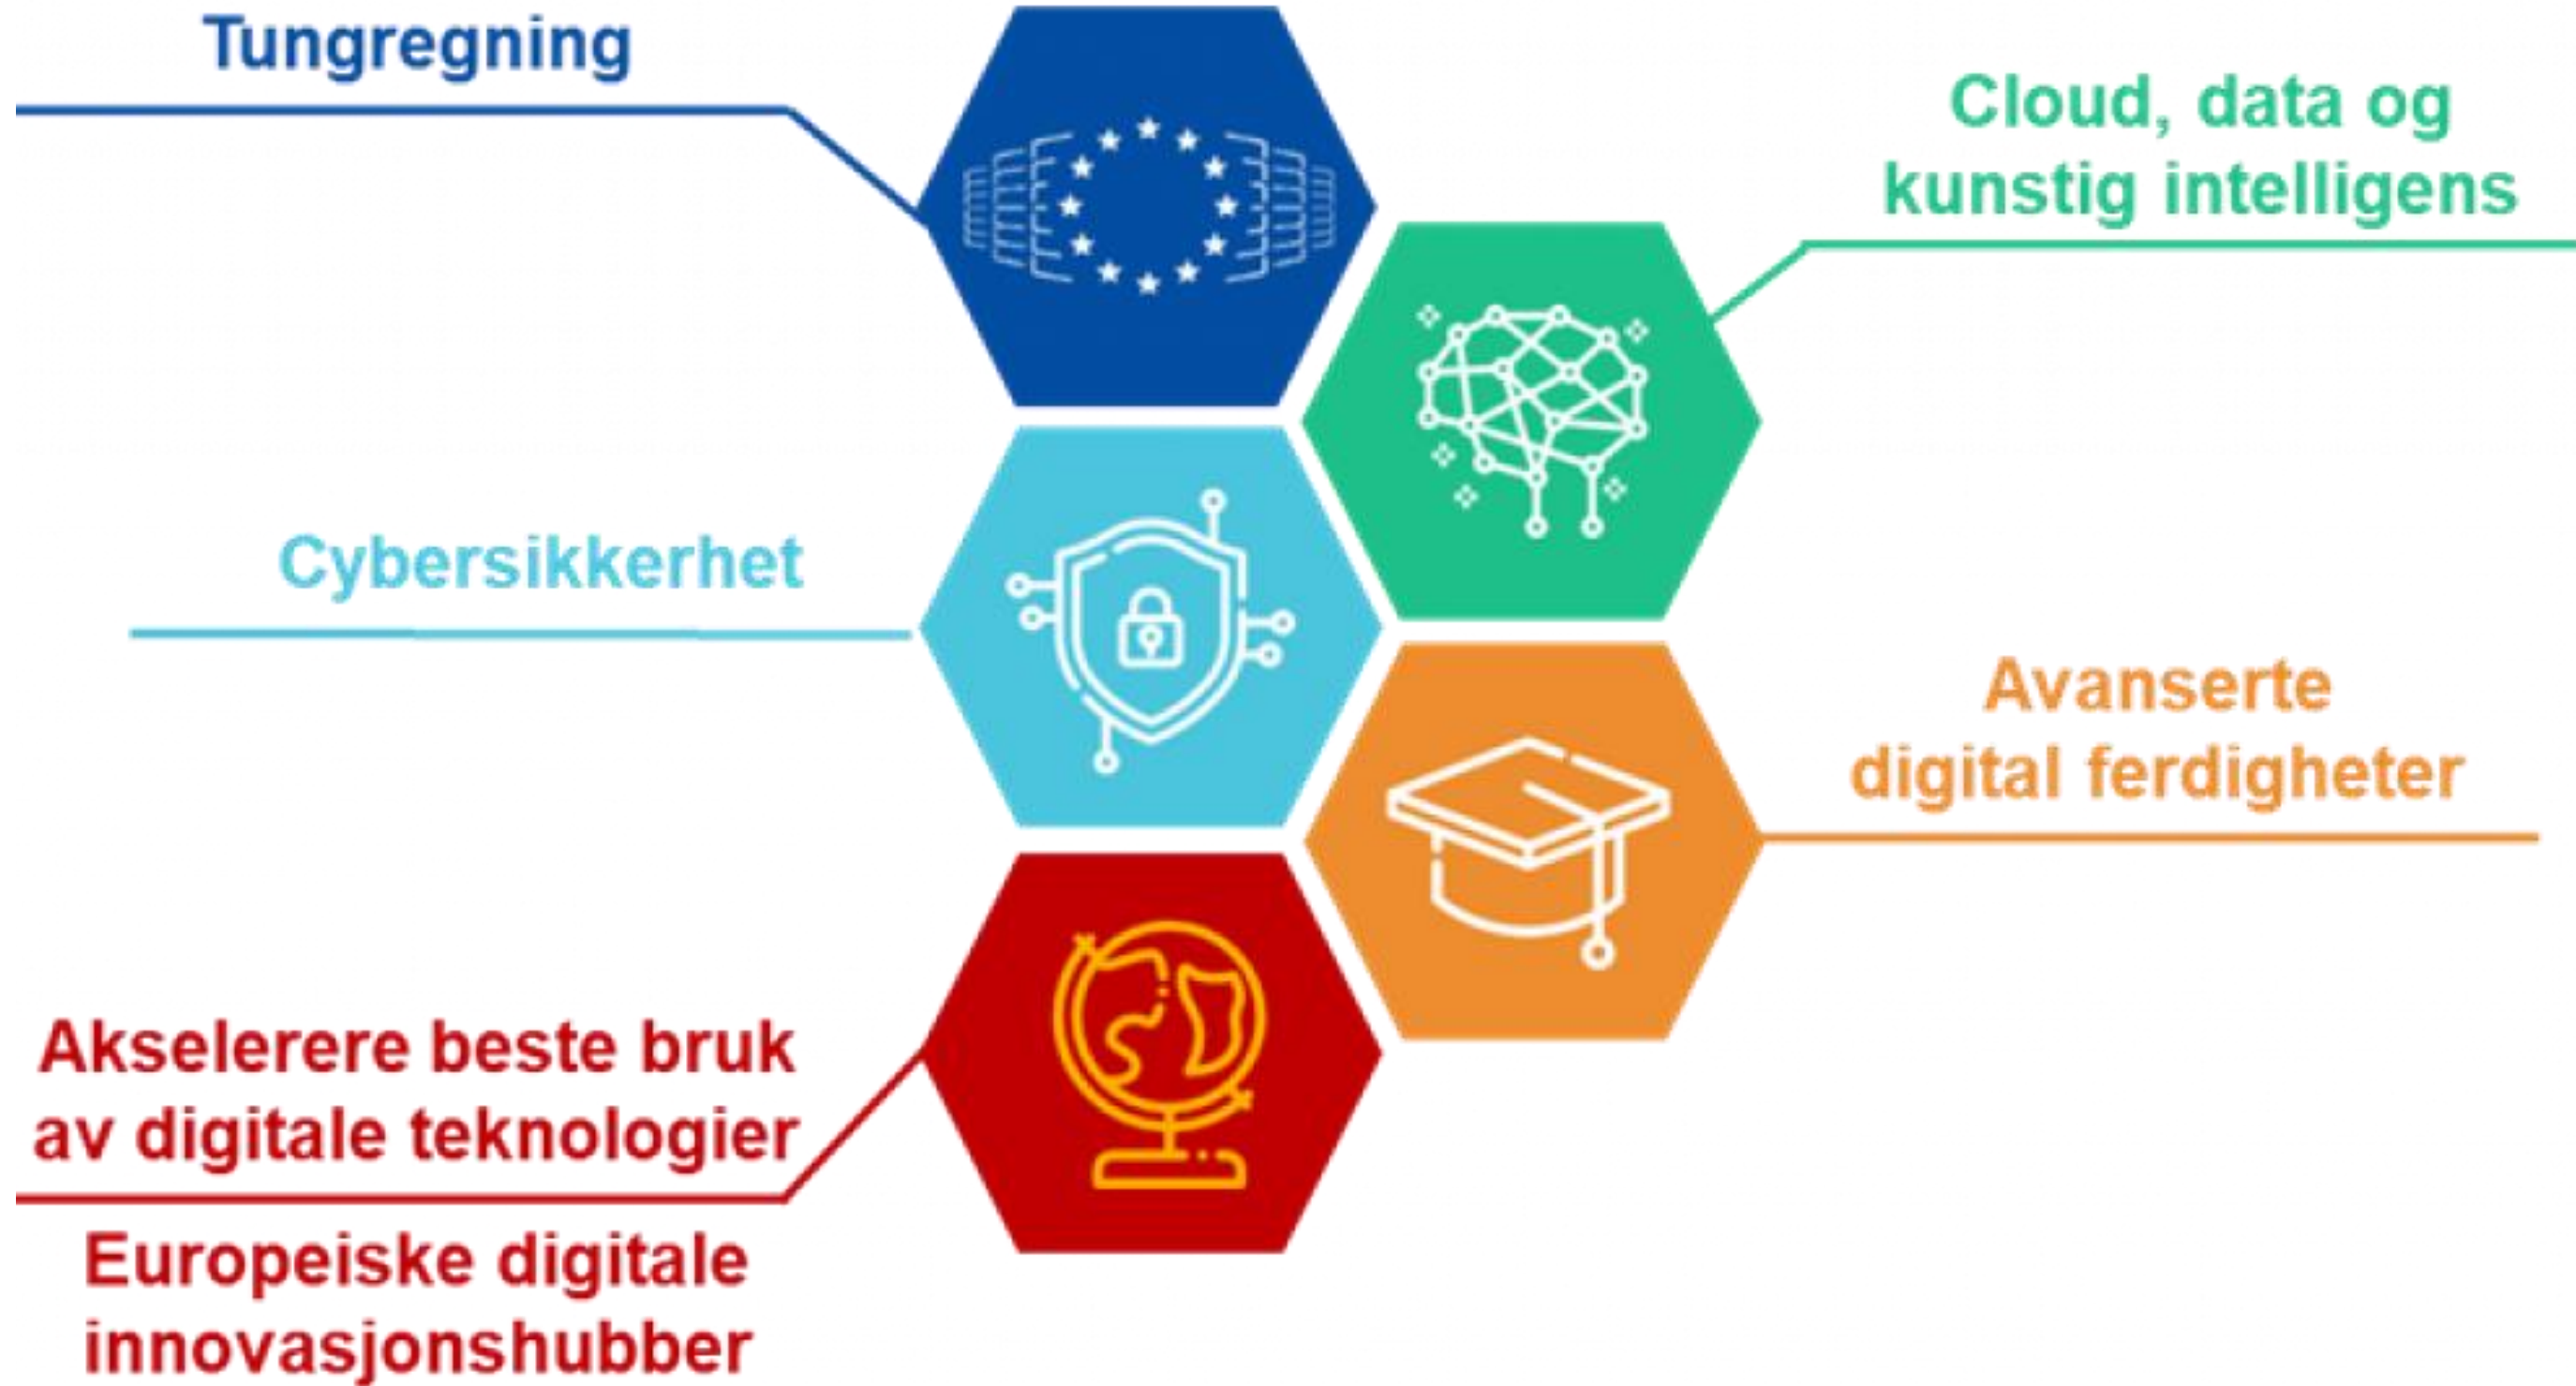 Tungregning
Cloud, data og
kunstig intelligens
Cybersikkerhet
Avanserte
digital ferdigheter
Akselerere beste bruk
av digitale teknologier
Europeiske digitale
innovasjonshubber